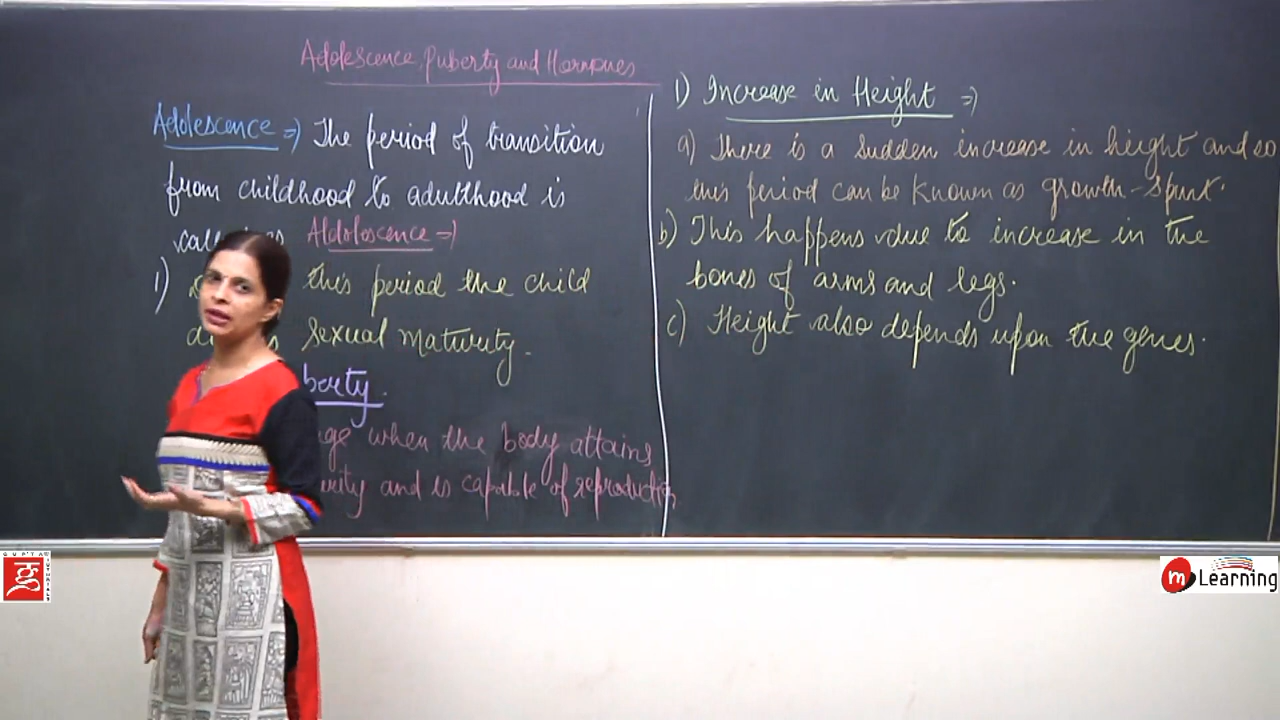 Adolescence, Puberty and Hormones
Adolescence => The period of transition
from childhood to adulthood is
Aldoloscence =>
1) this period the child
Sexual Maturity.
berty.
when the body attains
and is capable of reproduction
1) Increase in Height =>
a) There is a Sudden increase in height and so
this period can be known as growth-spurt.
b) This happens due to increase in the
bones of arms and legs.
c) Height also depends upon the genes.
GUPTA
m Learning